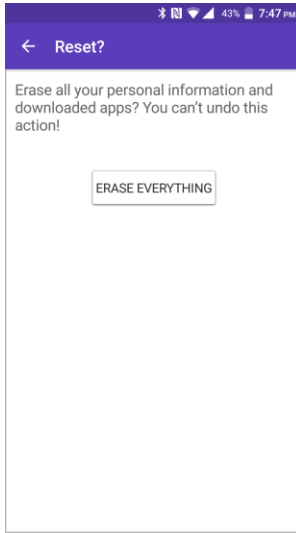 43% 7:47 PM
Reset?
Erase all your personal information and
downloaded apps? You can't undo this
action!
ERASE EVERYTHING